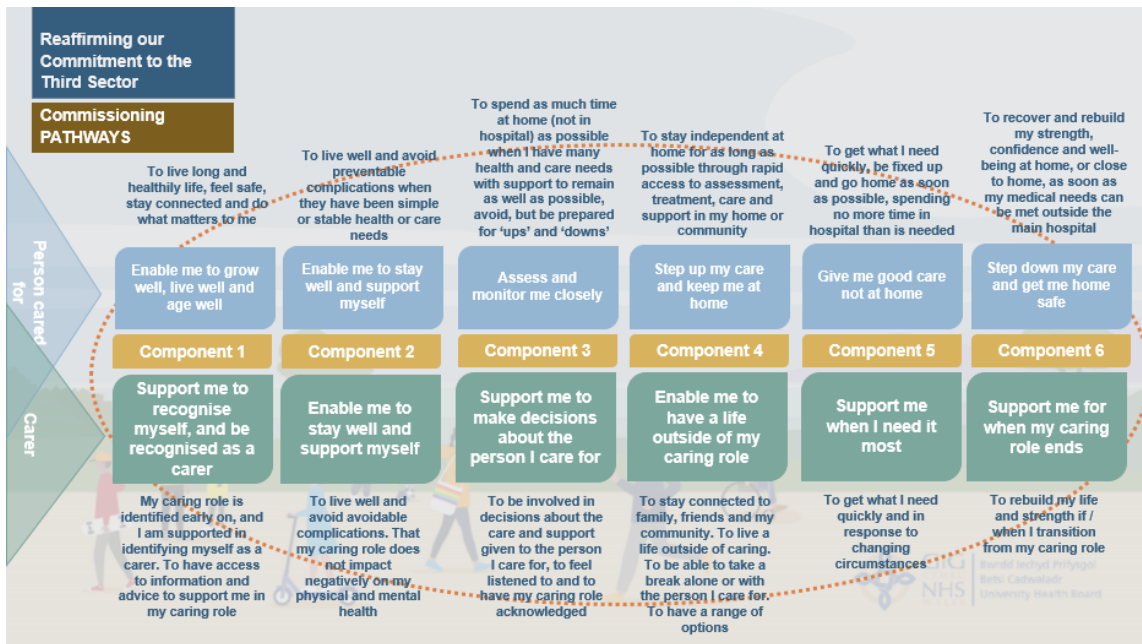 Reaffirming our
Commitment to the
Third Sector
Commissioning
PATHWAYS
To live long and
healthily life, feel safe,
stay connected and do
what matters to me
To live well and avoid
preventable
complications when
they have been simple
or stable health or care
needs
To spend as much time
at home (not in
hospital) as possible
when I have many
health and care needs
with support to remain
as well as possible,
avoid, but be prepared
for ‘ups’ and ‘downs’
To stay independent at
home for as long as
possible through rapid
access to assessment,
treatment, care and
support in my home or
community
To get what I need
quickly, be fixed up
and go home as soon
as possible, spending
no more time in
hospital than is needed
To recover and rebuild
my strength,
confidence and well-
being at home, or close
to home, as soon as
my medical needs can
be met outside the
main hospital
Person cared
for
Enable me to grow
well, live well and
age well
Enable me to stay
well and support
myself
Assess and
monitor me closely
Step up my care
and keep me at
home
Give me good care
not at home
Step down my care
and get me home
safe
Component 1
Component 2
Component 3
Component 4
Component 5
Component 6
Carer
Support me to
recognise
myself, and be
recognised as a
carer
Enable me to
stay well and
support myself
Support me to
make decisions
about the
person I care for
Enable me to
have a life
outside of my
caring role
Support me
when I need it
most
Support me for
when my caring
role ends
My caring role is
identified early on, and
I am supported in
identifying myself as a
carer. To have access
to information and
advice to support me in
my caring role
To live well and
avoid avoidable
complications. That
my caring role does
not impact
negatively on my
physical and mental
health
To be involved in
decisions about the
care and support
given to the person
I care for, to feel
listened to and to
have my caring role
acknowledged
To stay connected to
family, friends and my
community. To live a
life outside of caring.
To be able to take a
break alone or with
the person I care for.
To have a range of
options
To get what I need
quickly and in
response to
changing
circumstances
To rebuild my life
and strength if /
when I transition
from my caring role
GIG
NHS
Bwrdd Iechyd Prifysgol
Betsi Cadwaladr
University Health Board